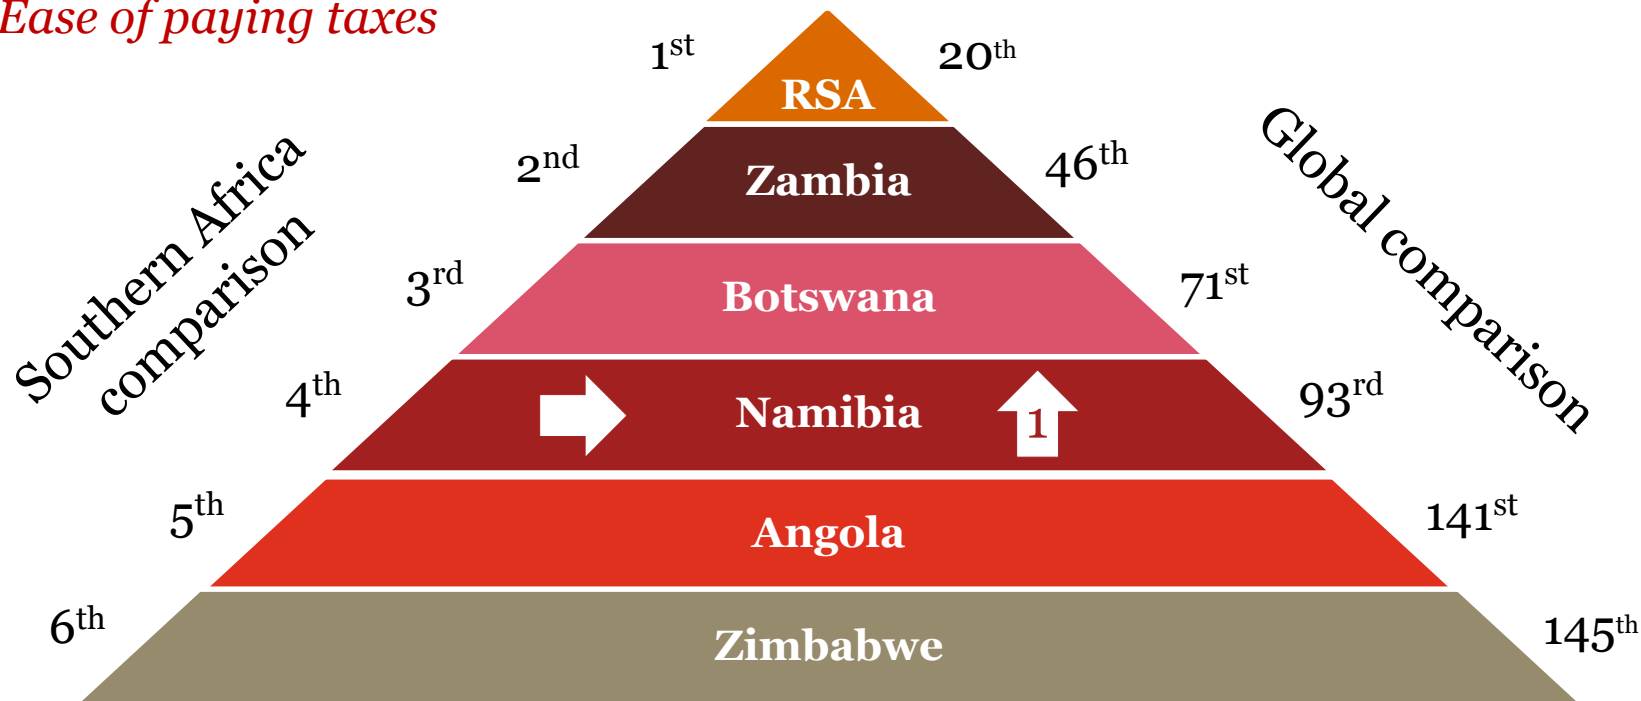 Ease of paying taxes
1st
20th
RSA
2nd
46th
Zambia
Southern Africa
comparison
Global comparison
3rd
71st
Botswana
4th
93rd
Namibia
1
5th
141st
Angola
6th
145th
Zimbabwe